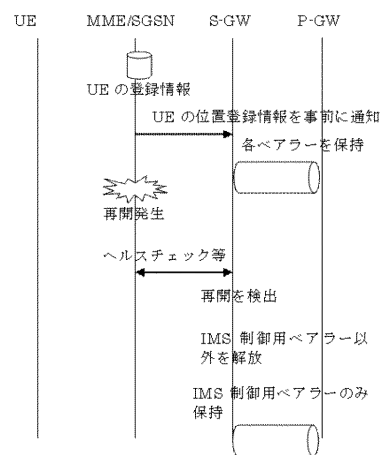 UE MME/SGSN S-GW P-GW
UE の登録情報
UE の位置登録情報を事前に通知
各ベアラーを保持
再開発生
ヘルスチェック等
再開を検出
IMS 制御用ベアラー以
外を解放
IMS 制御用ベアラーのみ
保持